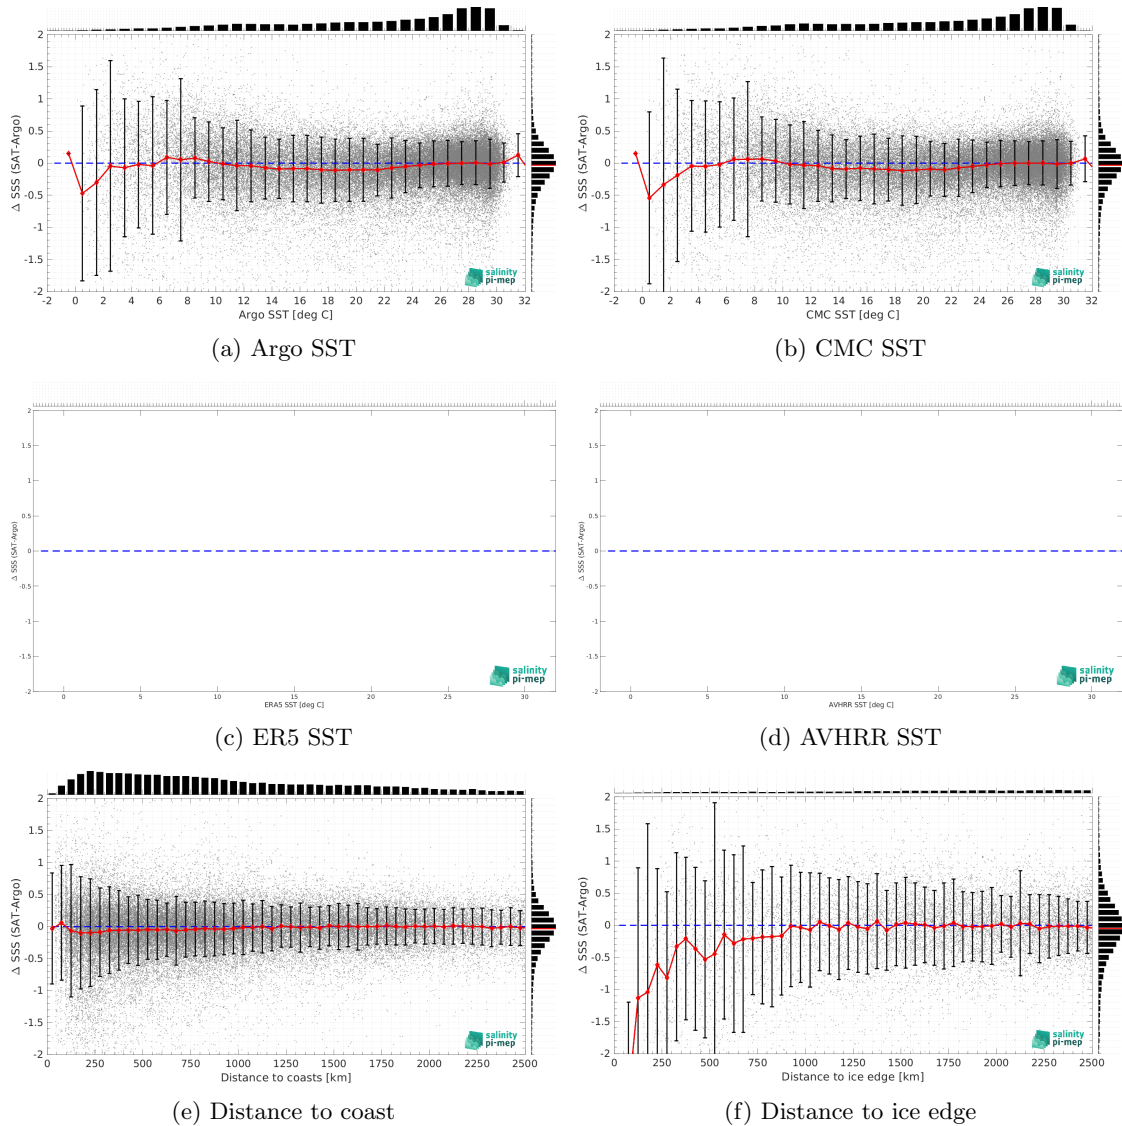 2
1.5
1
0.5
0
-0.5
-1
-1.5
-2
Δ SSS (SAT-Argo)
-2 0 2 4 6 8 10 12 14 16 18 20 22 24 26 28 30 32
Argo SST [deg C]
salinity
pi-mep
(a) Argo SST
2
1.5
1
0.5
0
-0.5
-1
-1.5
-2
Δ SSS (SAT-Argo)
-2 0 2 4 6 8 10 12 14 16 18 20 22 24 26 28 30 32
CMC SST [deg C]
salinity
pi-mep
(b) CMC SST
2
1.5
1
0.5
0
-0.5
-1
-1.5
-2
Δ SSS (SAT-Argo)
0 5 10 15 20 25 30
ERA5 SST [deg C]
salinity
pi-mep
(c) ER5 SST
2
1.5
1
0.5
0
-0.5
-1
-1.5
-2
Δ SSS (SAT-Argo)
0 5 10 15 20 25 30
AVHRR SST [deg C]
salinity
pi-mep
(d) AVHRR SST
2
1.5
1
0.5
0
-0.5
-1
-1.5
-2
Δ SSS (SAT-Argo)
0 250 500 750 1000 1250 1500 1750 2000 2250 2500
Distance to coasts [km]
salinity
pi-mep
(e) Distance to coast
2
1.5
1
0.5
0
-0.5
-1
-1.5
-2
Δ SSS (SAT-Argo)
0 250 500 750 1000 1250 1500 1750 2000 2250 2500
Distance to ice edge [km]
salinity
pi-mep
(f) Distance to ice edge